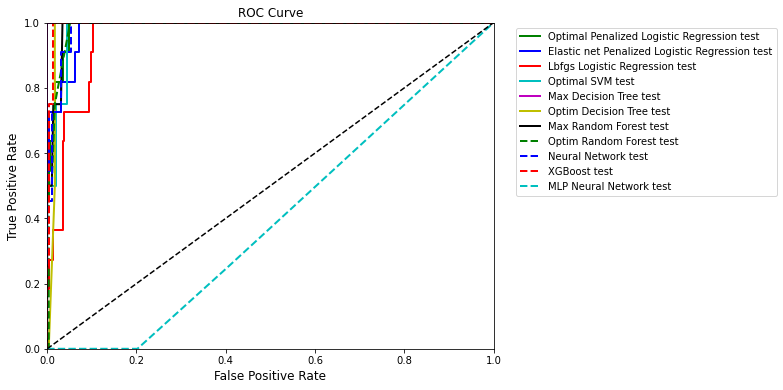 ROC Curve
True Positive Rate
1.0
0.8
0.6
0.4
0.2
0.0
0.0
0.2
0.4
0.6
0.8
1.0
False Positive Rate
Optimal Penalized Logistic Regression test
Elastic net Penalized Logistic Regression test
Lbfgs Logistic Regression test
Optimal SVM test
Max Decision Tree test
Optim Decision Tree test
Max Random Forest test
Optim Random Forest test
Neural Network test
XGBoost test
MLP Neural Network test